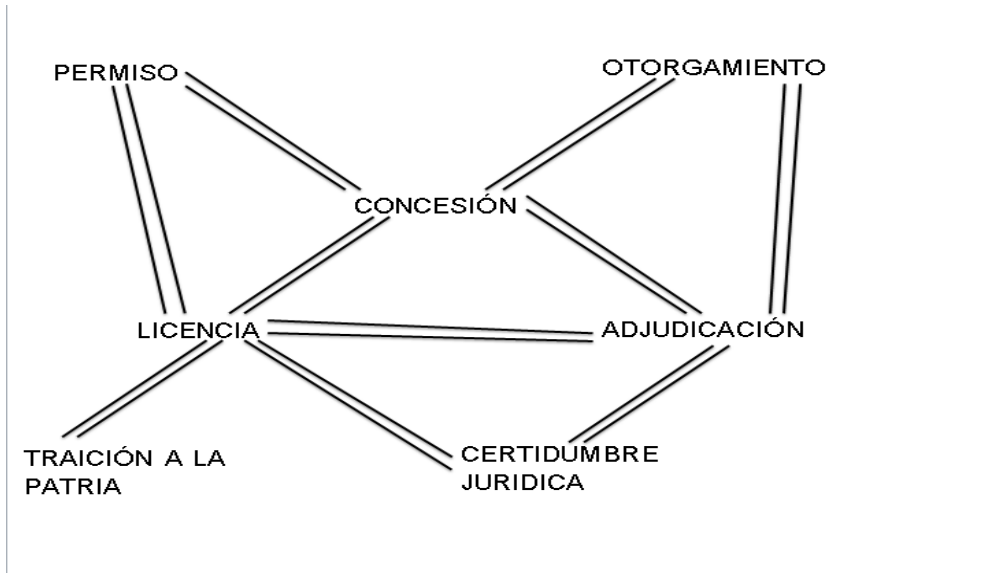 PERMISO
OTORGAMIENTO
CONCESIÓN
LICENCIA
ADJUDICACIÓN
TRAICIÓN A LA
PATRIA
CERTIDUMBRE
JURIDICA